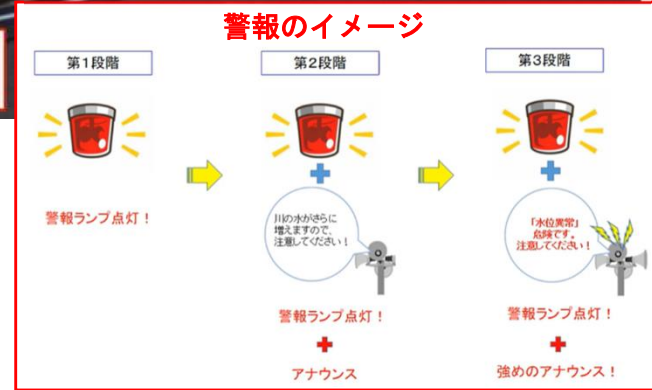 警報のイメージ
第1段階
第2段階
第3段階
川の水がさらに
増えますので、
注意してください！
「水位異常」
危険です。
注意してください！
警報ランプ点灯！
警報ランプ点灯！
アナウンス
警報ランプ点灯！
強めのアナウンス！